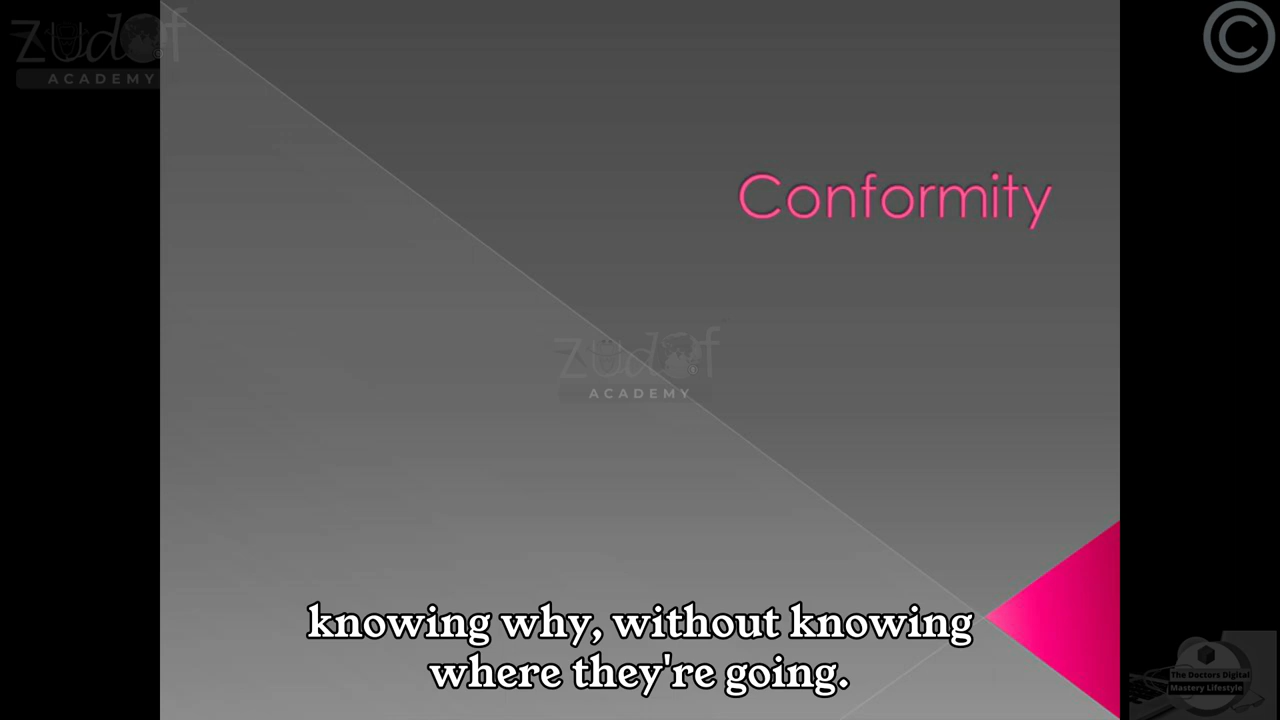 zudof
ACADEMY
©
Conformity
zudof
ACADEMY
knowing why, without knowing
where they're going.
The Doctors Digital
Mastery Lifestyle